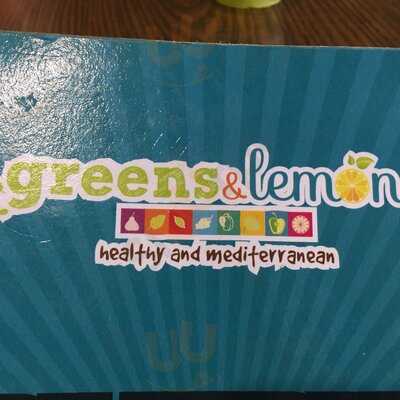 greens & lemon
healthy and mediterranean